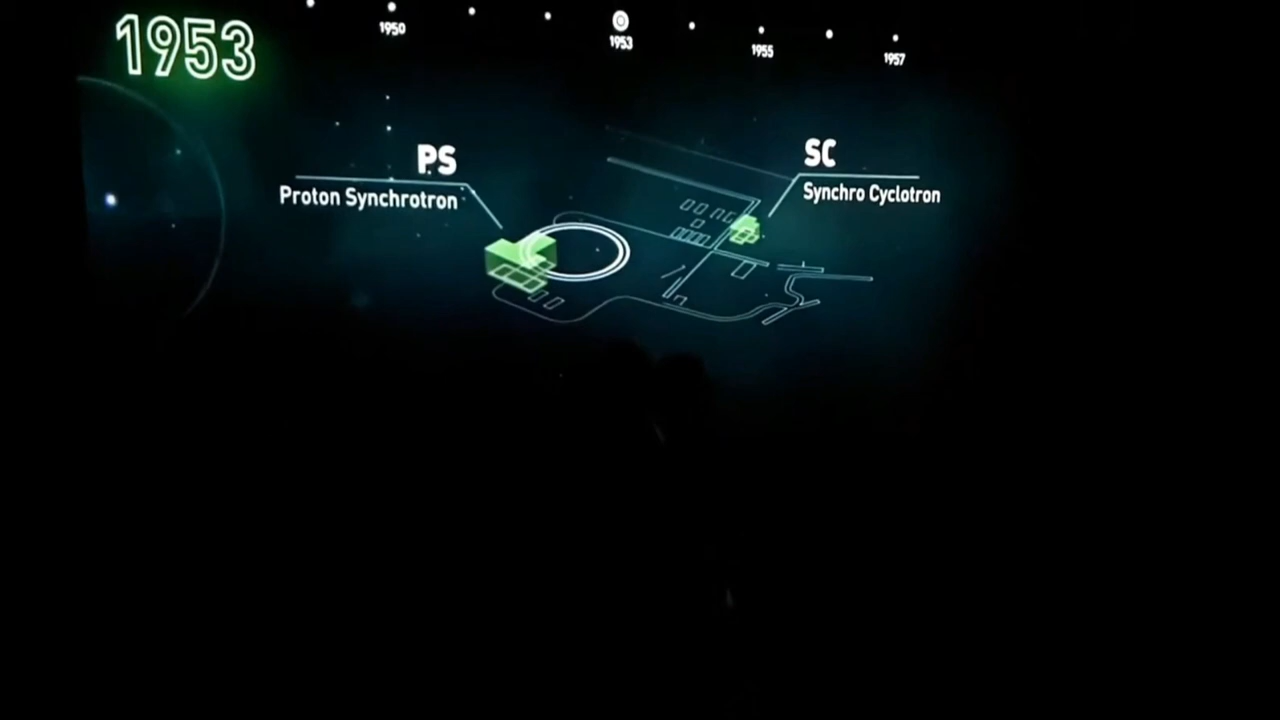 1953
1950
1953
1955
1957
PS
Proton Synchrotron
SC
Synchro Cyclotron